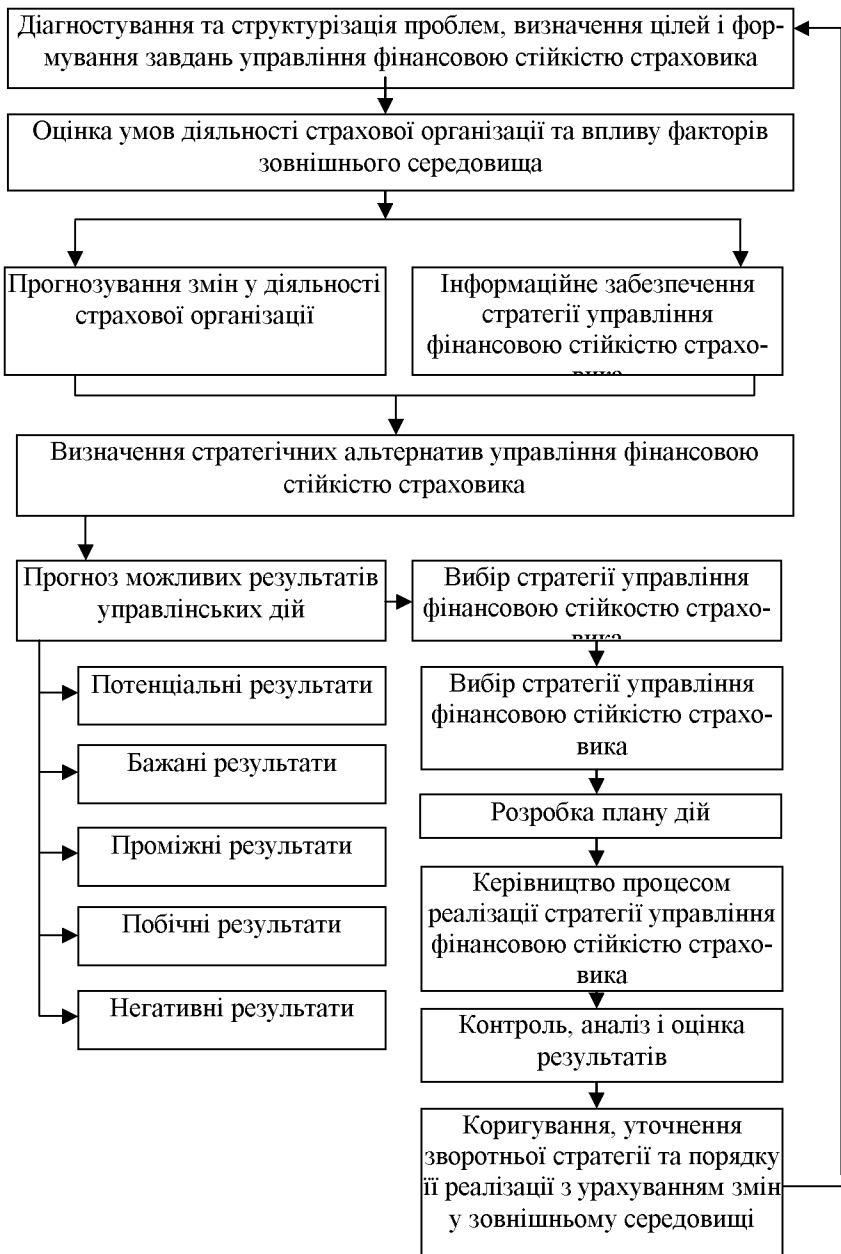 Діагностування та структурізація проблем, визначення цілей і фор-
мування завдань управління фінансовою стійкістю страховика
Оцінка умов діяльності страхової організації та впливу факторів
зовнішнього середовища
Прогнозування змін у діяльності
страхової організації
Інформаційне забезпечення
стратегії управління
фінансовою стійкістю страхо-
вика
Визначення стратегічних альтернатив управління фінансовою
стійкістю страховика
Прогноз можливих результатів
управлінських дій
Вибір стратегії управління
фінансовою стійкостю страхо-
вика
Потенціальні результати
Бажані результати
Проміжні результати
Побічні результати
Негативні результати
Вибір стратегії управління
фінансовою стійкістю страхо-
вика
Розробка плану дій
Керівництво процесом
реалізації стратегії управління
фінансовою стійкістю страхо-
вика
Контроль, аналіз і оцінка
результатів
Коригування, уточнення
зворотньої стратегії та порядку
її реалізації з урахуванням змін
у зовнішньому середовищі